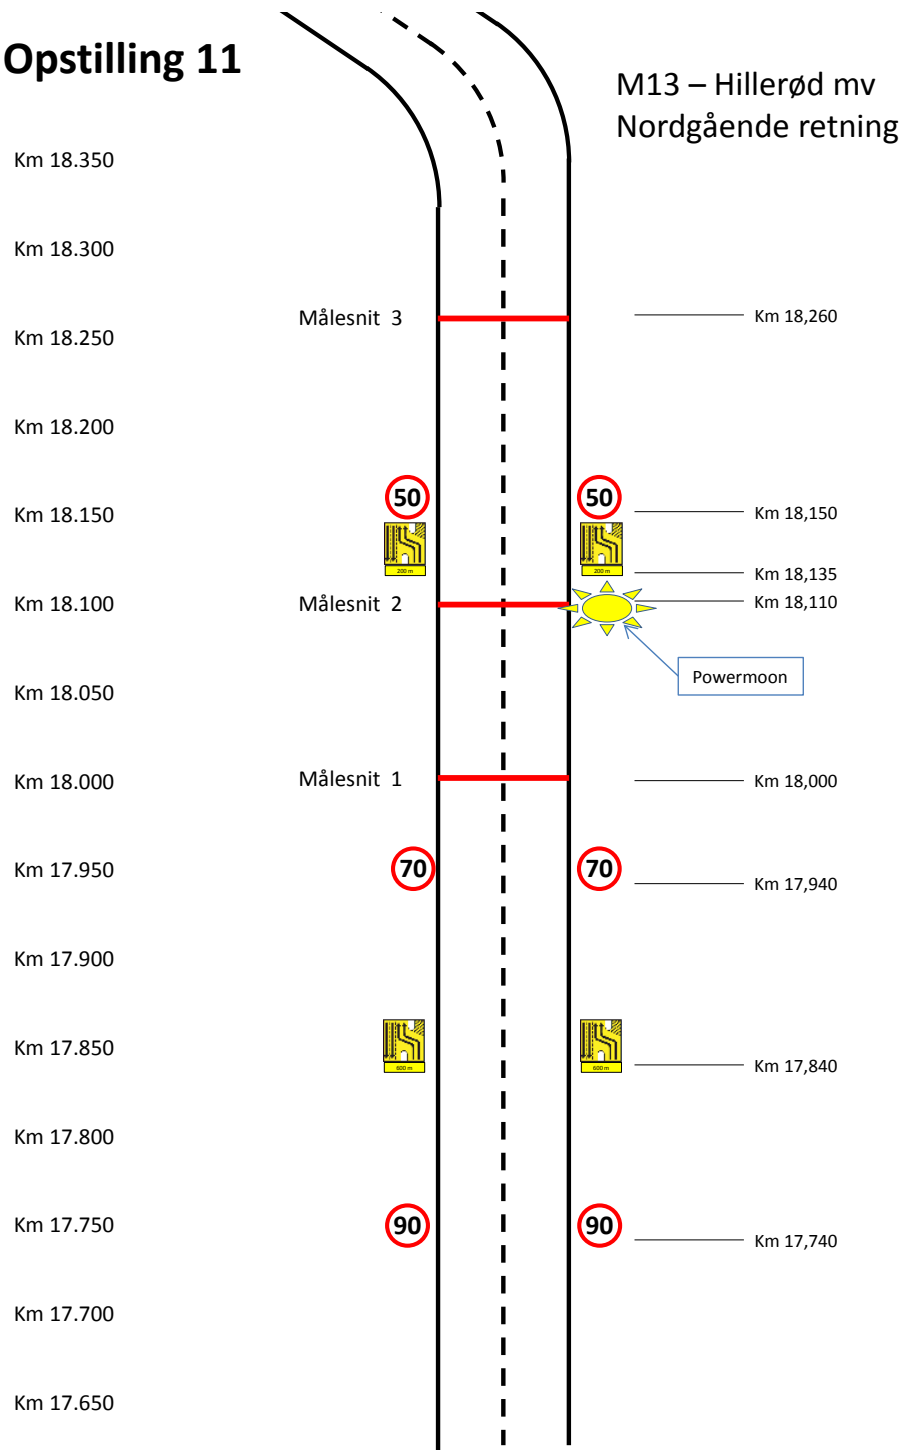 Opstilling 11
M13 – Hillerød mv
Nordgående retning
Km 18.350
Km 18.300
Målesnit 3
Km 18,260
Km 18.250
Km 18.200
50
50
Km 18.150
Km 18,150
200 m
200 m
Km 18,135
Km 18.100
Målesnit 2
Km 18,110
Powermoon
Km 18.050
Km 18.000
Målesnit 1
Km 18,000
Km 17.950
70
70
Km 17,940
Km 17.900
Km 17.850
600 m
600 m
Km 17,840
Km 17.800
Km 17.750
90
90
Km 17,740
Km 17.700
Km 17.650